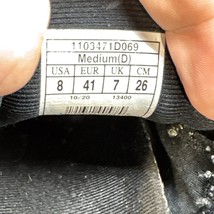 1103471D069
Medium(D)
USA EUR UK CM
8 41 7 26
10/20 13400